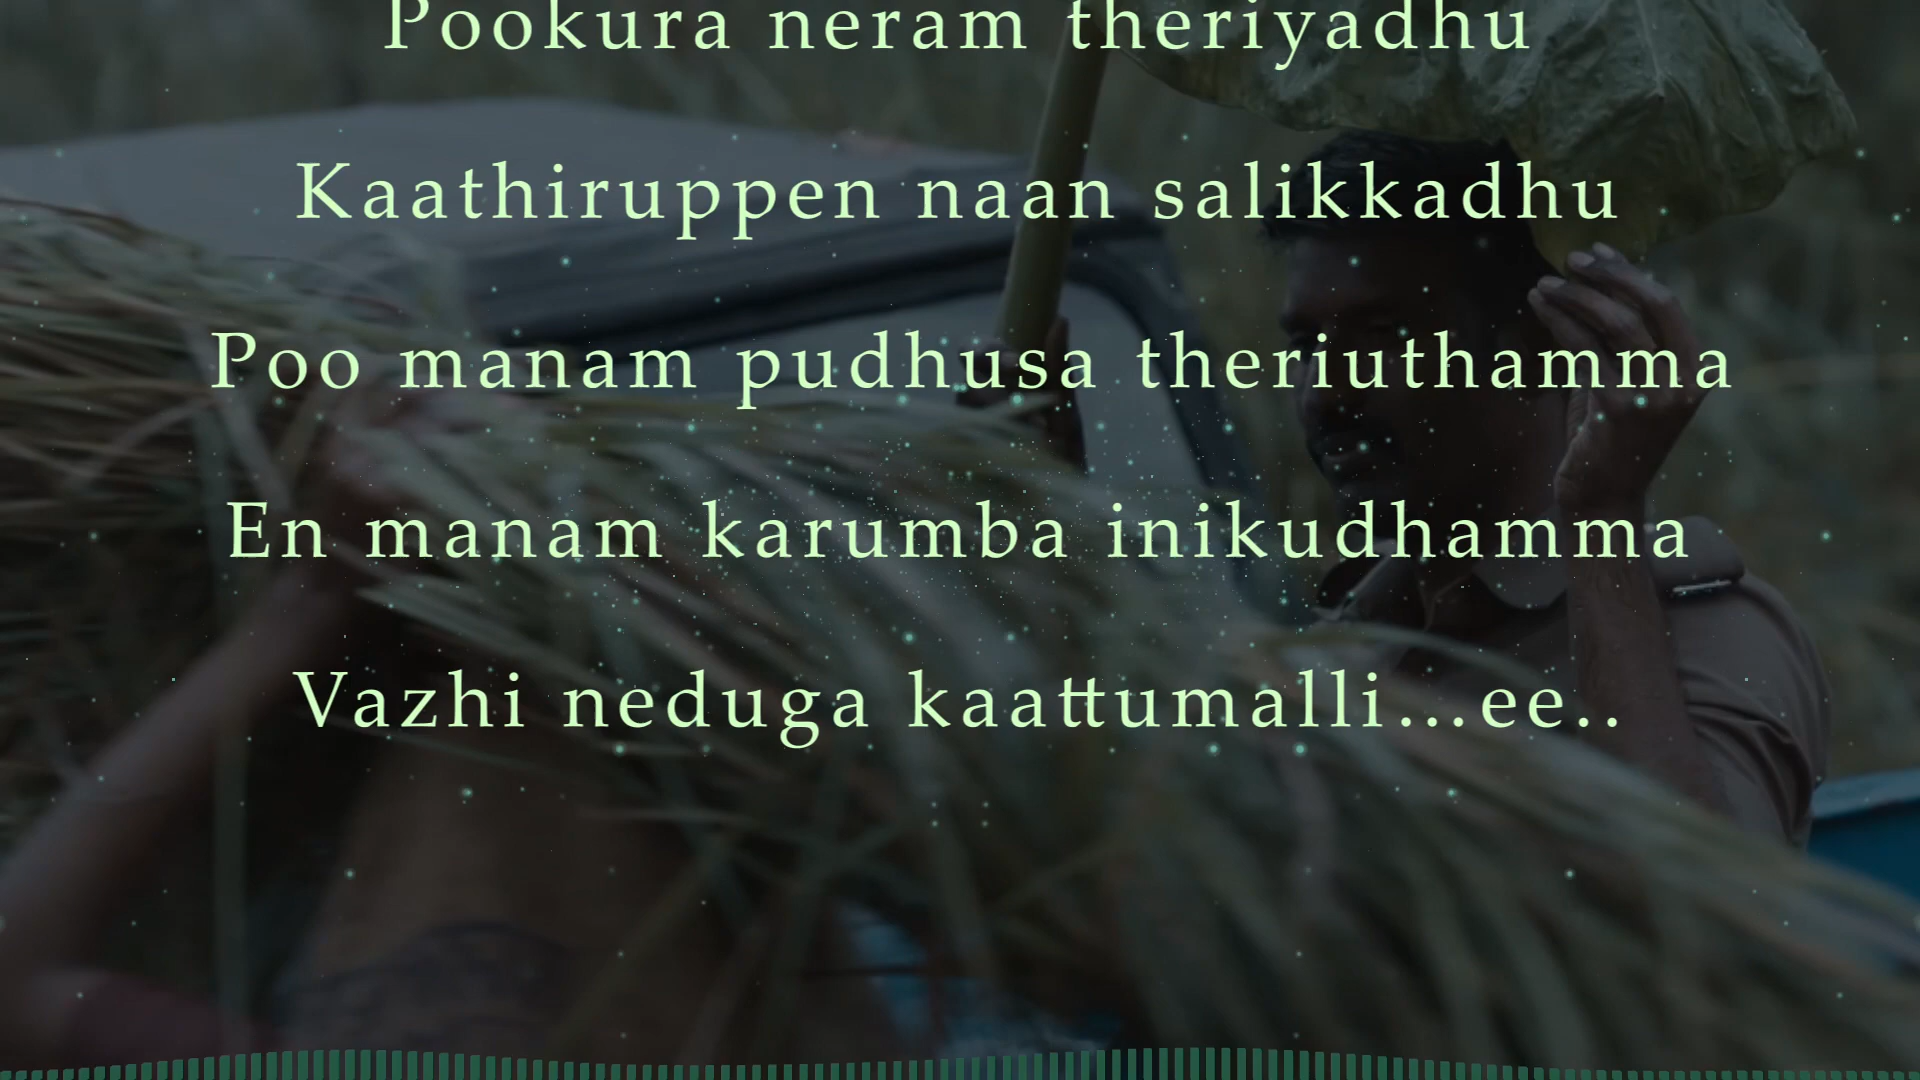 Pookura neram theriyadhu
Kaathiruppen naan salikkadhu
Poo manam pudhusa theriuthamma
En manam karumba inikudhamma
Vazhi neduga kaattumalli...ee..